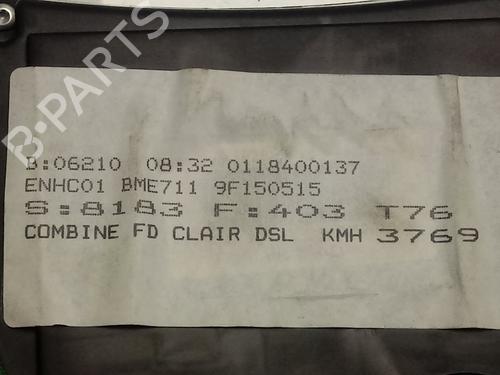 B-PARTS
B:06210 08:32 0118400137
ENHC01 BME711 9F150515
S:8183 F:403 T76
COMBINE FD CLAIR DSL KMH 3769